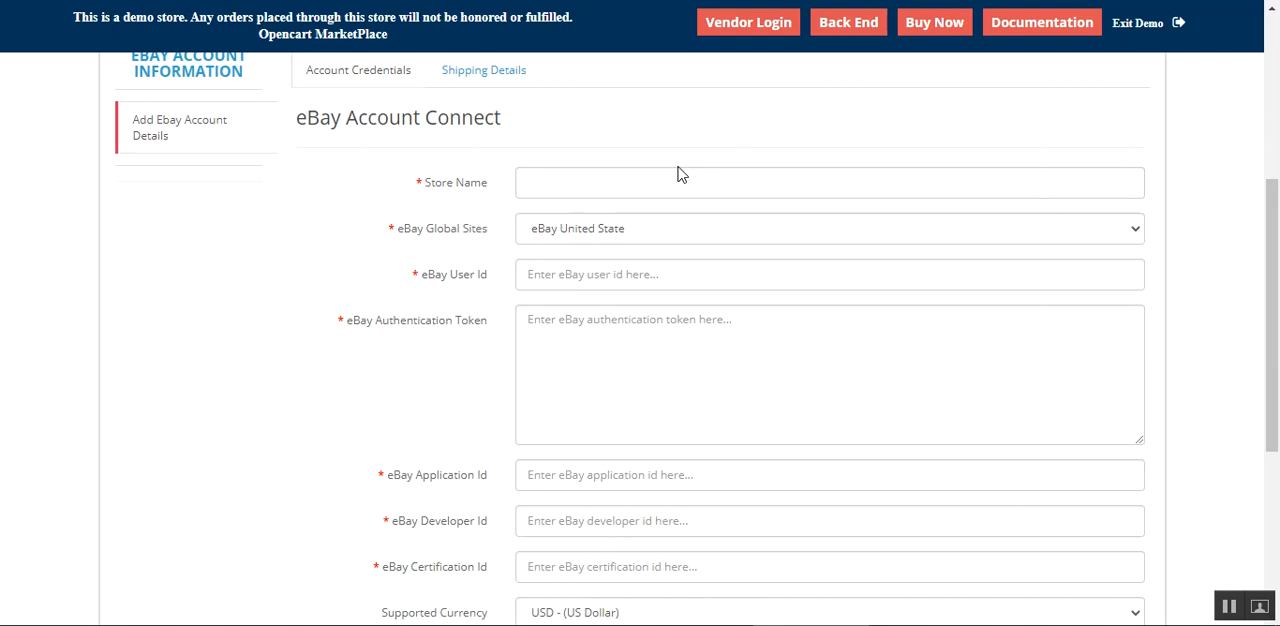 This is a demo store. Any orders placed through this store will not be honored or fulfilled.
Opencart MarketPlace
Vendor Login
Back End
Buy Now
Documentation
Exit Demo
EBAY ACCOUNT
INFORMATION
Add Ebay Account
Details
Account Credentials
Shipping Details
eBay Account Connect
* Store Name
* eBay Global Sites
eBay United State
* eBay User Id
Enter eBay user id here...
* eBay Authentication Token
Enter eBay authentication token here...
* eBay Application Id
Enter eBay application id here...
* eBay Developer Id
Enter eBay developer id here...
* eBay Certification Id
Enter eBay certification id here...
Supported Currency
USD - (US Dollar)